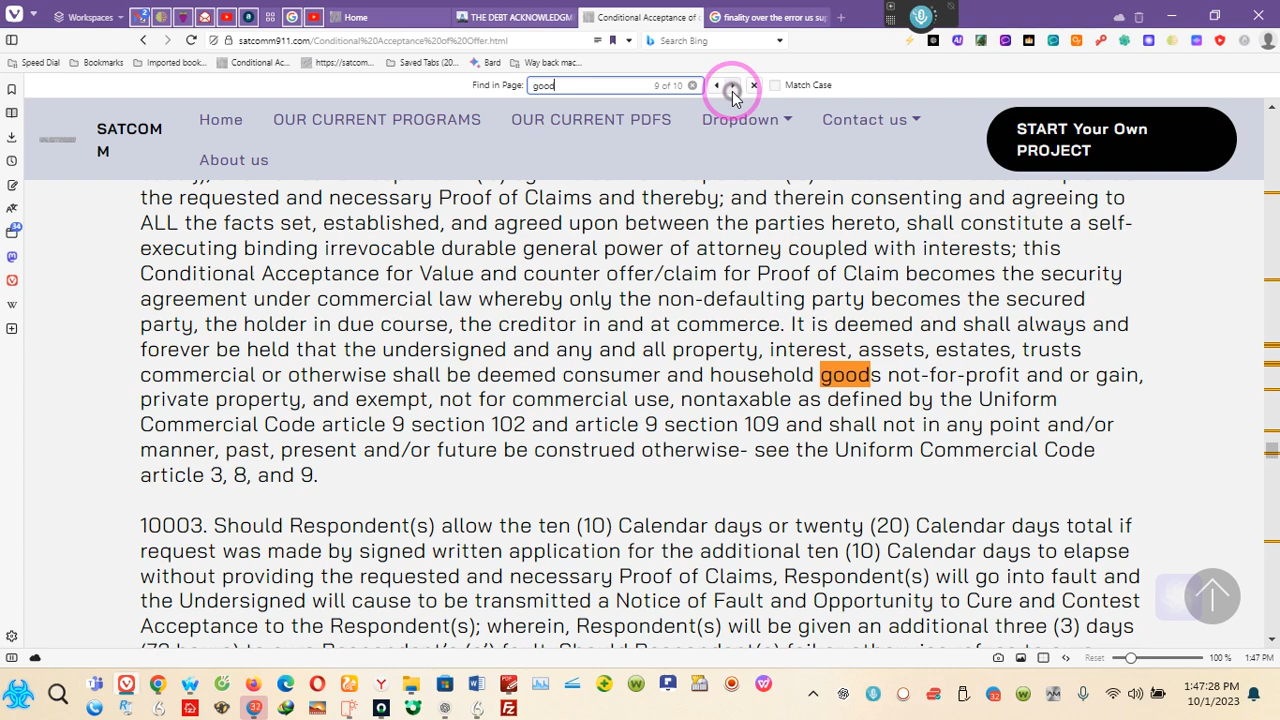 Workspaces
Home
THE DEBT ACKNOWLEDGM
Conditional Acceptance of
finality over the error us sup
satcomm911.com/Conditional%20Acceptance%20of%20Offer.html
Search Bing
Speed Dial
Bookmarks
Imported book...
Conditional Ac...
https://satcom...
Saved Tabs (20...
Bard
Way back mac...
Find in Page:
good
9 of 10
Match Case
SATCOM
M
Home
OUR CURRENT PROGRAMS
OUR CURRENT PDFS
Dropdown
Contact us
About us
START Your Own
PROJECT
the requested and necessary Proof of Claims and thereby; and therein consenting and agreeing to
ALL the facts set, established, and agreed upon between the parties hereto, shall constitute a self-
executing binding irrevocable durable general power of attorney coupled with interests; this
Conditional Acceptance for Value and counter offer/claim for Proof of Claim becomes the security
agreement under commercial law whereby only the non-defaulting party becomes the secured
party, the holder in due course, the creditor in and at commerce. It is deemed and shall always and
forever be held that the undersigned and any and all property, interest, assets, estates, trusts
commercial or otherwise shall be deemed consumer and household goods not-for-profit and or gain,
private property, and exempt, not for commercial use, nontaxable as defined by the Uniform
Commercial Code article 9 section 102 and article 9 section 109 and shall not in any point and/or
manner, past, present and/or future be construed otherwise- see the Uniform Commercial Code
article 3, 8, and 9.
10003. Should Respondent(s) allow the ten (10) Calendar days or twenty (20) Calendar days total if
request was made by signed written application for the additional ten (10) Calendar days to elapse
without providing the requested and necessary Proof of Claims, Respondent(s) will go into fault and
the Undersigned will cause to be transmitted a Notice of Fault and Opportunity to Cure and Contest
Acceptance to the Respondent(s); wherein, Respondent(s) will be given an additional three (3) days
Reset
100 %
1:47 PM
1:47:28 PM
10/1/2023